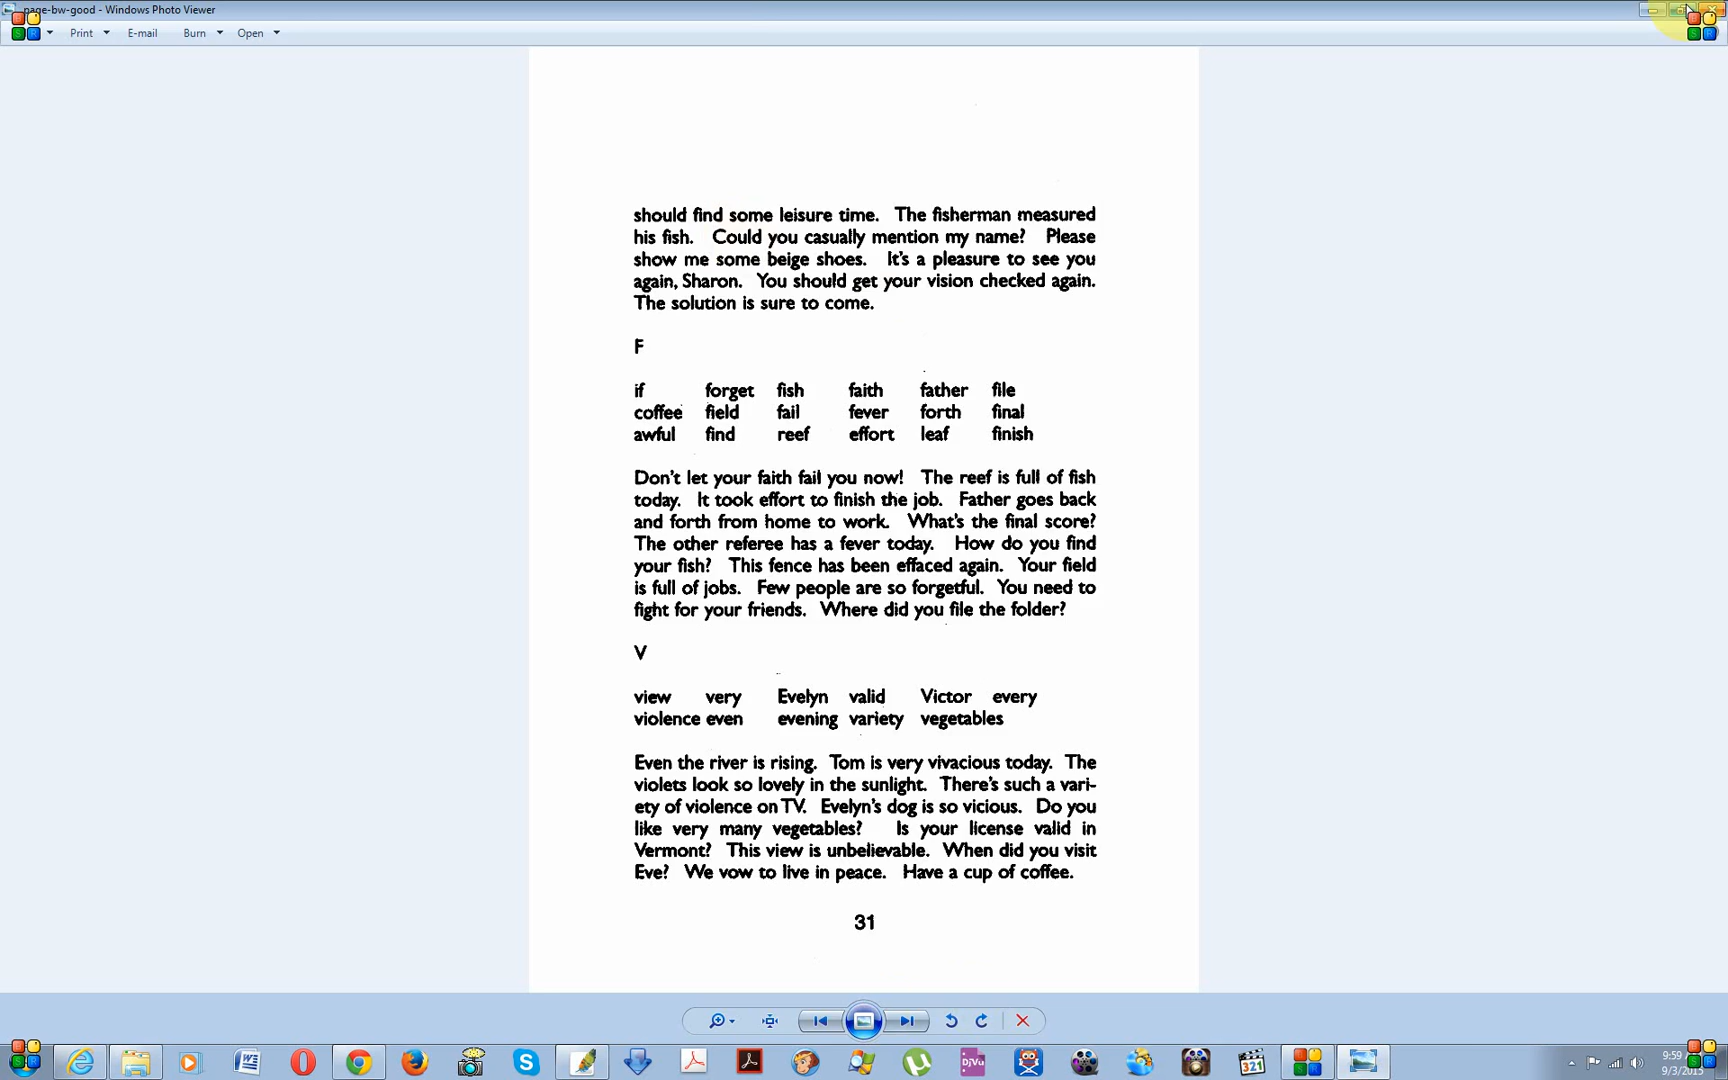 page-bw-good - Windows Photo Viewer
Print E-mail Burn Open
should find some leisure time. The fisherman measured
his fish. Could you casually mention my name? Please
show me some beige shoes. It's a pleasure to see you
again, Sharon. You should get your vision checked again.
The solution is sure to come.
F
if forget fish faith father file
coffee field fail fever forth final
awful find reef effort leaf finish
Don't let your faith fail you now! The reef is full of fish
today. It took effort to finish the job. Father goes back
and forth from home to work. What's the final score?
The other referee has a fever today. How do you find
your fish? This fence has been effaced again. Your field
is full of jobs. Few people are so forgetful. You need to
fight for your friends. Where did you file the folder?
V
view very Evelyn valid Victor every
violence even evening variety vegetables
Even the river is rising. Tom is very vivacious today. The
violets look so lovely in the sunlight. There's such a vari-
ety of violence on TV. Evelyn's dog is so vicious. Do you
like very many vegetables? Is your license valid in
Vermont? This view is unbelievable. When did you visit
Eve? We vow to live in peace. Have a cup of coffee.
31
DjVu
321
9:59